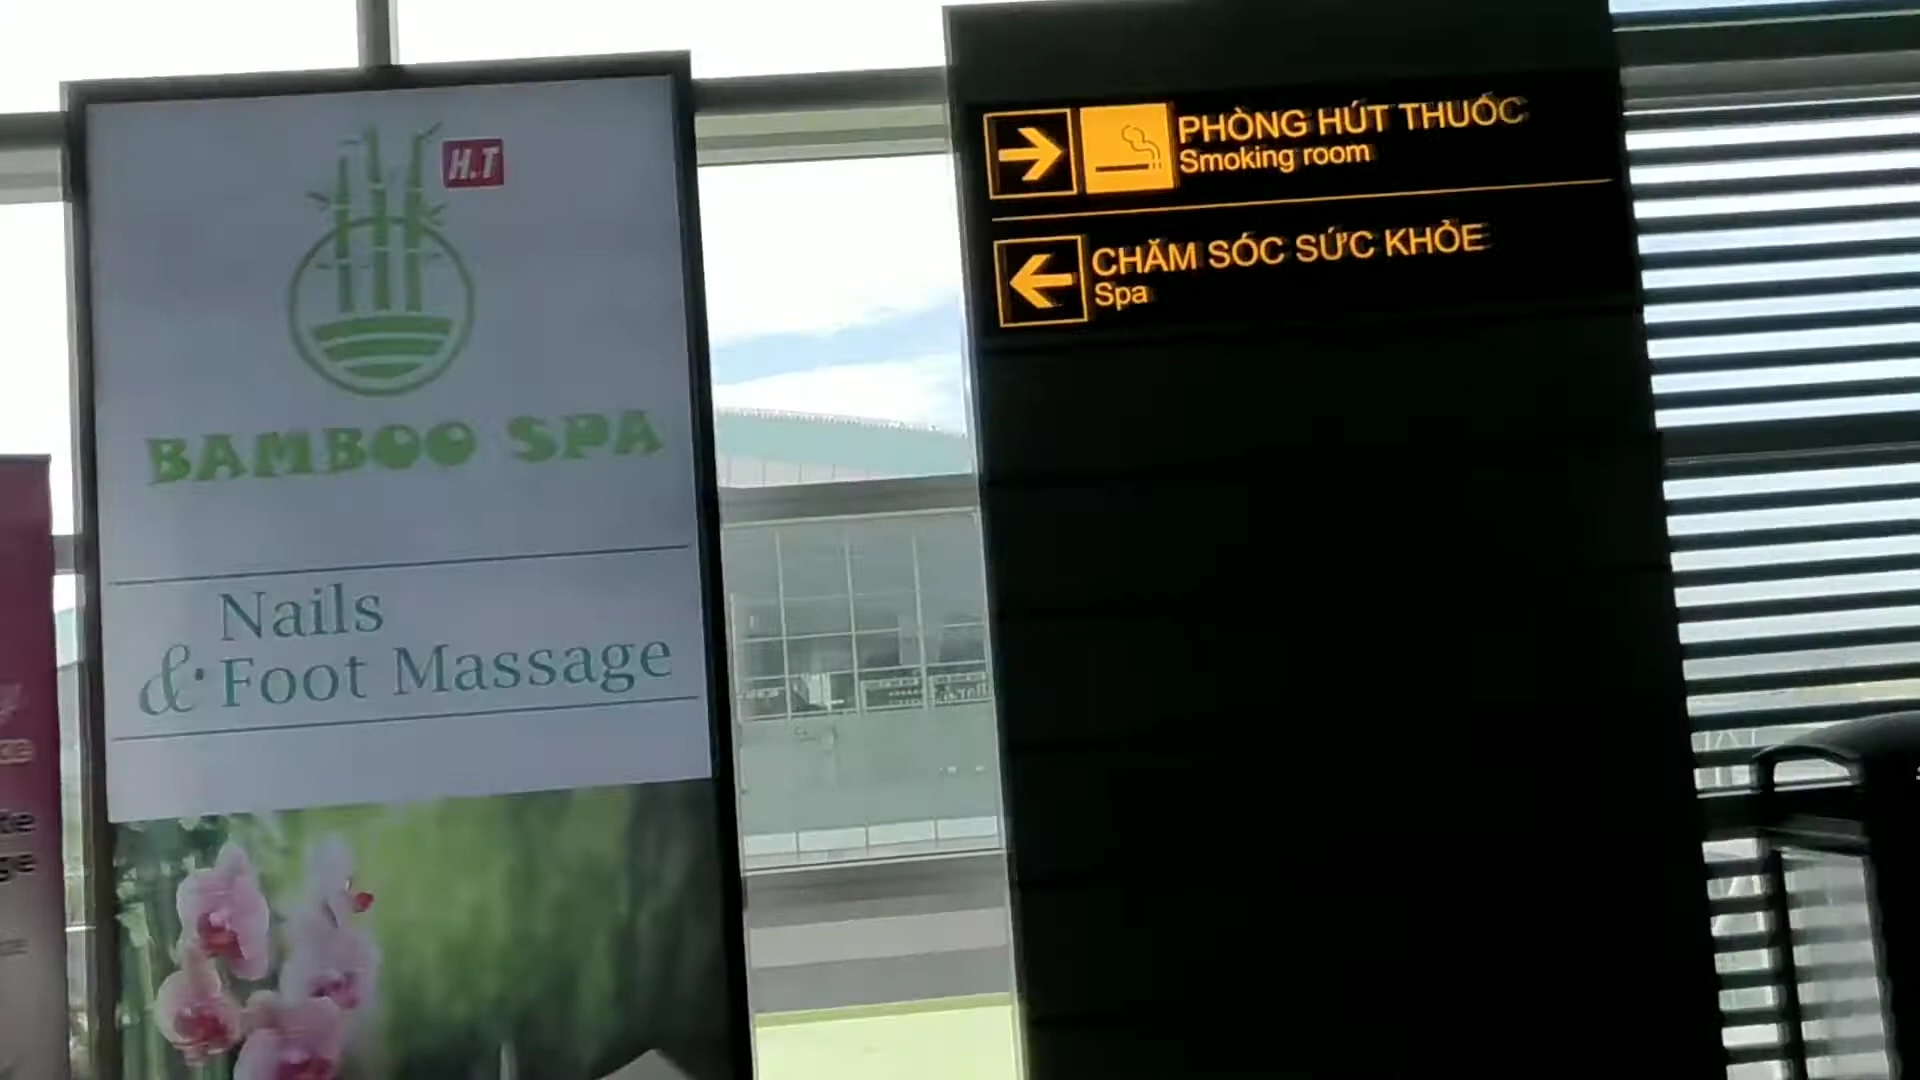 H.T
BAMBOO SPA
Nails
& Foot Massage
PHÒNG HÚT THUỐC
Smoking room
CHĂM SÓC SỨC KHỎE
Spa